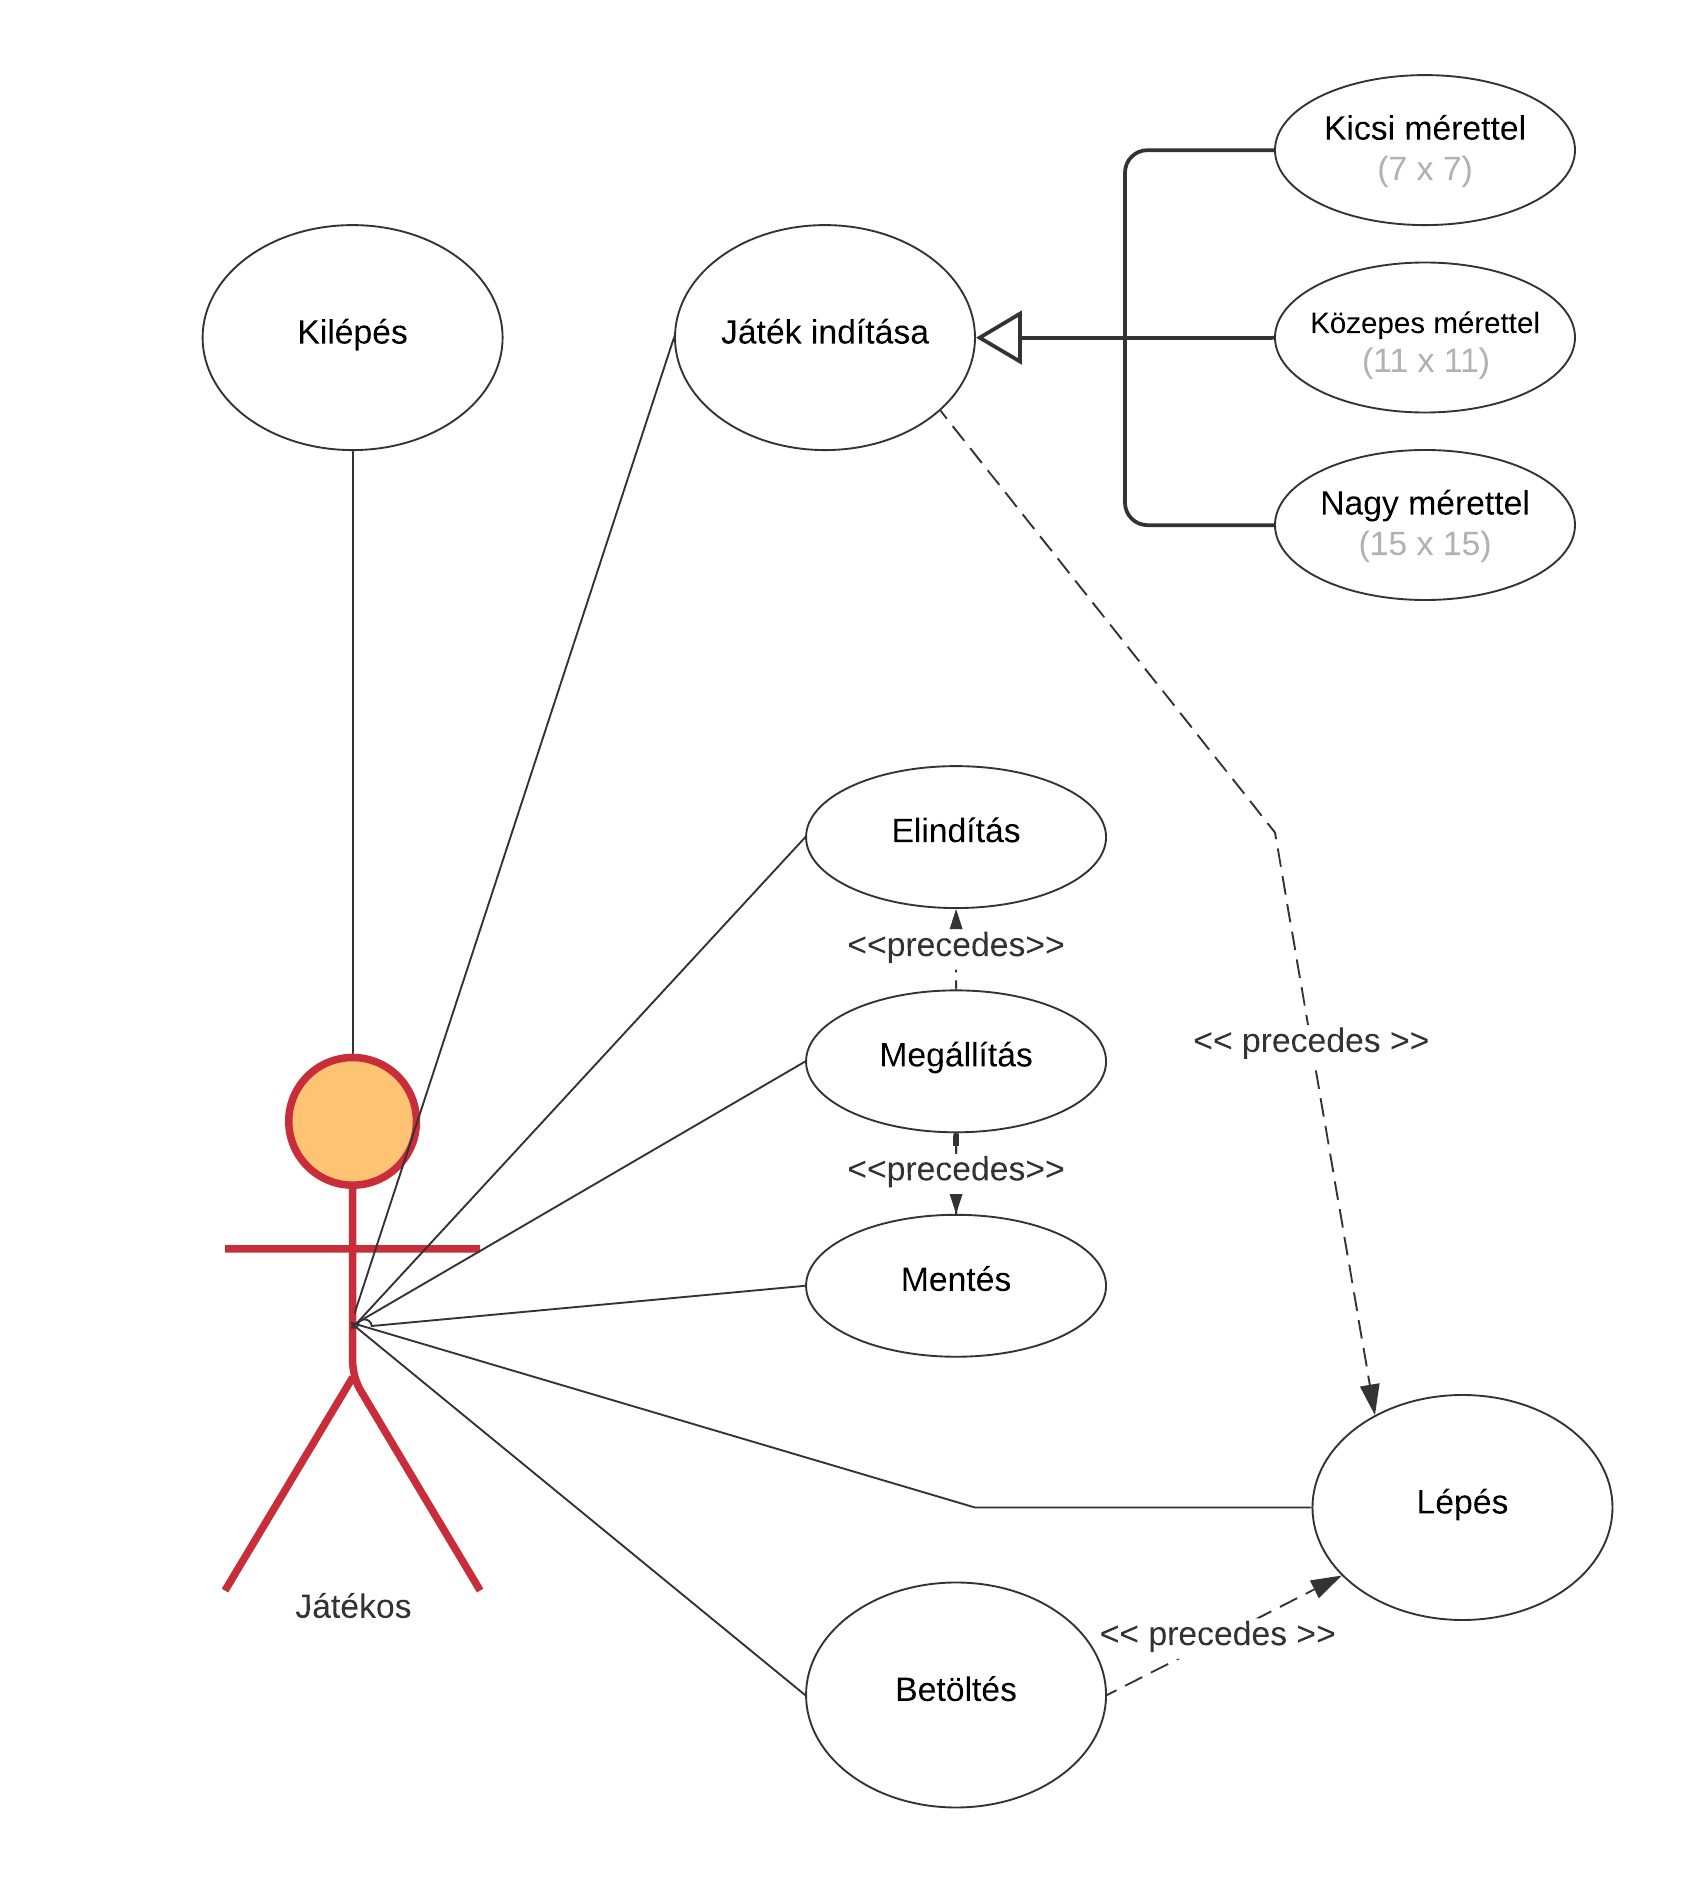 Kicsi mérettel
(7 x 7)
Kilépés
Játék indítása
Közepes mérettel
(11 x 11)
Nagy mérettel
(15 x 15)
Elindítás
<<precedes>>
Megállítás
<< precedes >>
<<precedes>>
Mentés
Lépés
Játékos
<< precedes >>
Betöltés